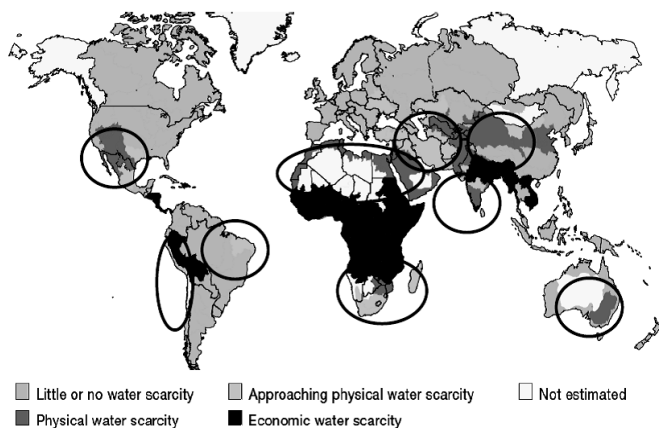 Little or no water scarcity
Approaching physical water scarcity
Not estimated
Physical water scarcity
Economic water scarcity